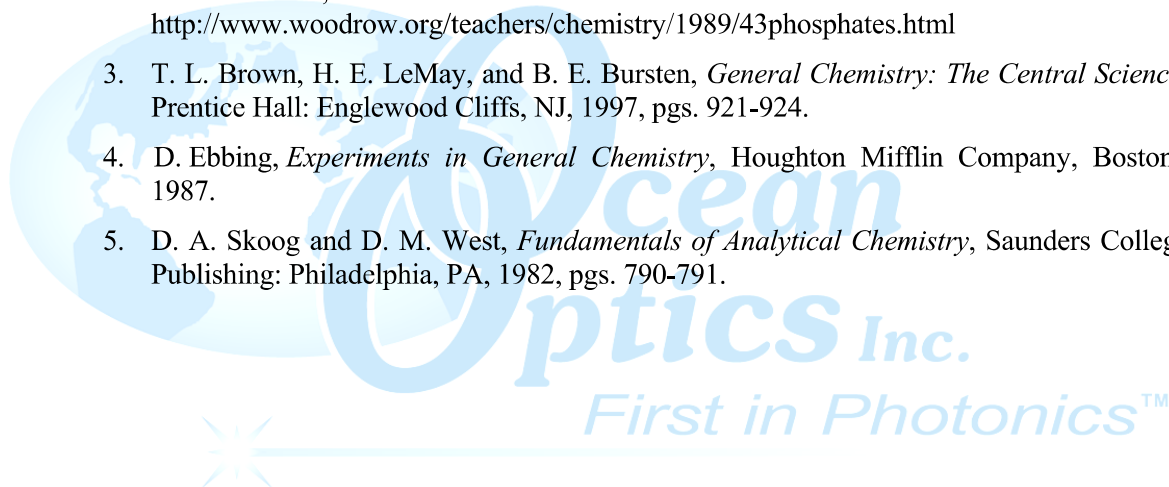 http://www.woodrow.org/teachers/chemistry/1989/43phosphates.html
3. T. L. Brown, H. E. LeMay, and B. E. Bursten, General Chemistry: The Central Scienc
Prentice Hall: Englewood Cliffs, NJ, 1997, pgs. 921-924.
4. D. Ebbing, Experiments in General Chemistry, Houghton Mifflin Company, Boston
1987.
5. D. A. Skoog and D. M. West, Fundamentals of Analytical Chemistry, Saunders Colleg
Publishing: Philadelphia, PA, 1982, pgs. 790-791.
Ocean
Optics Inc.
First in Photonics™